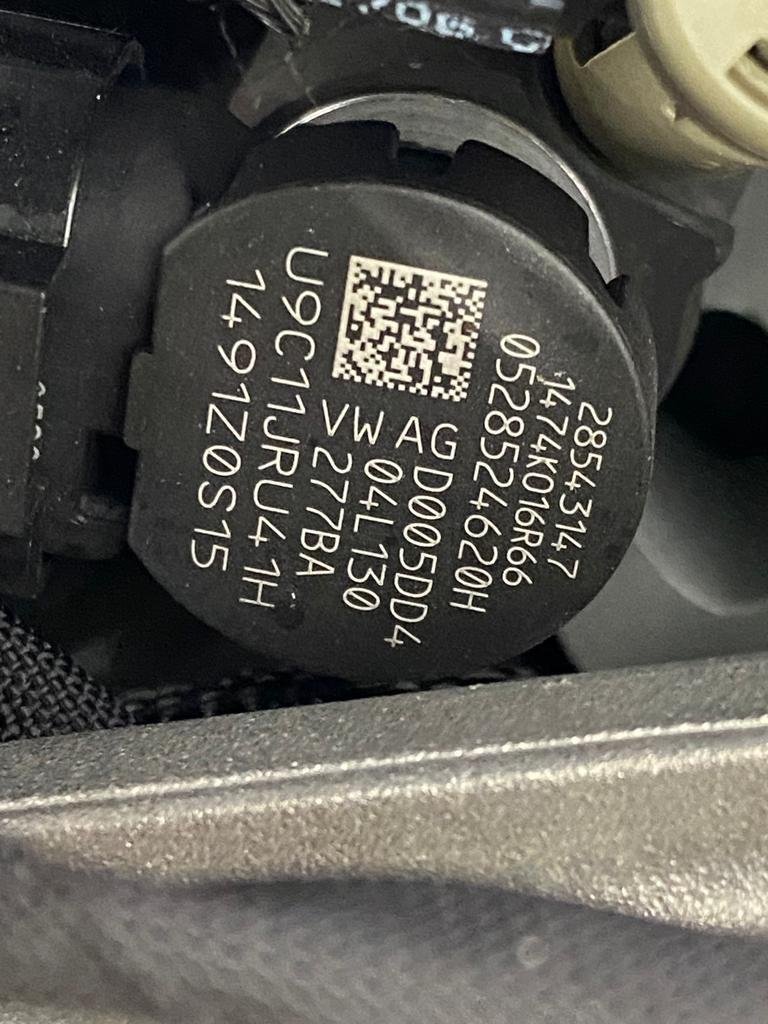 28543147
1474K016R66
0528524620H
VW AG
D005DD4
04L130
277BA
U9C11JRU41H
1491Z0S15